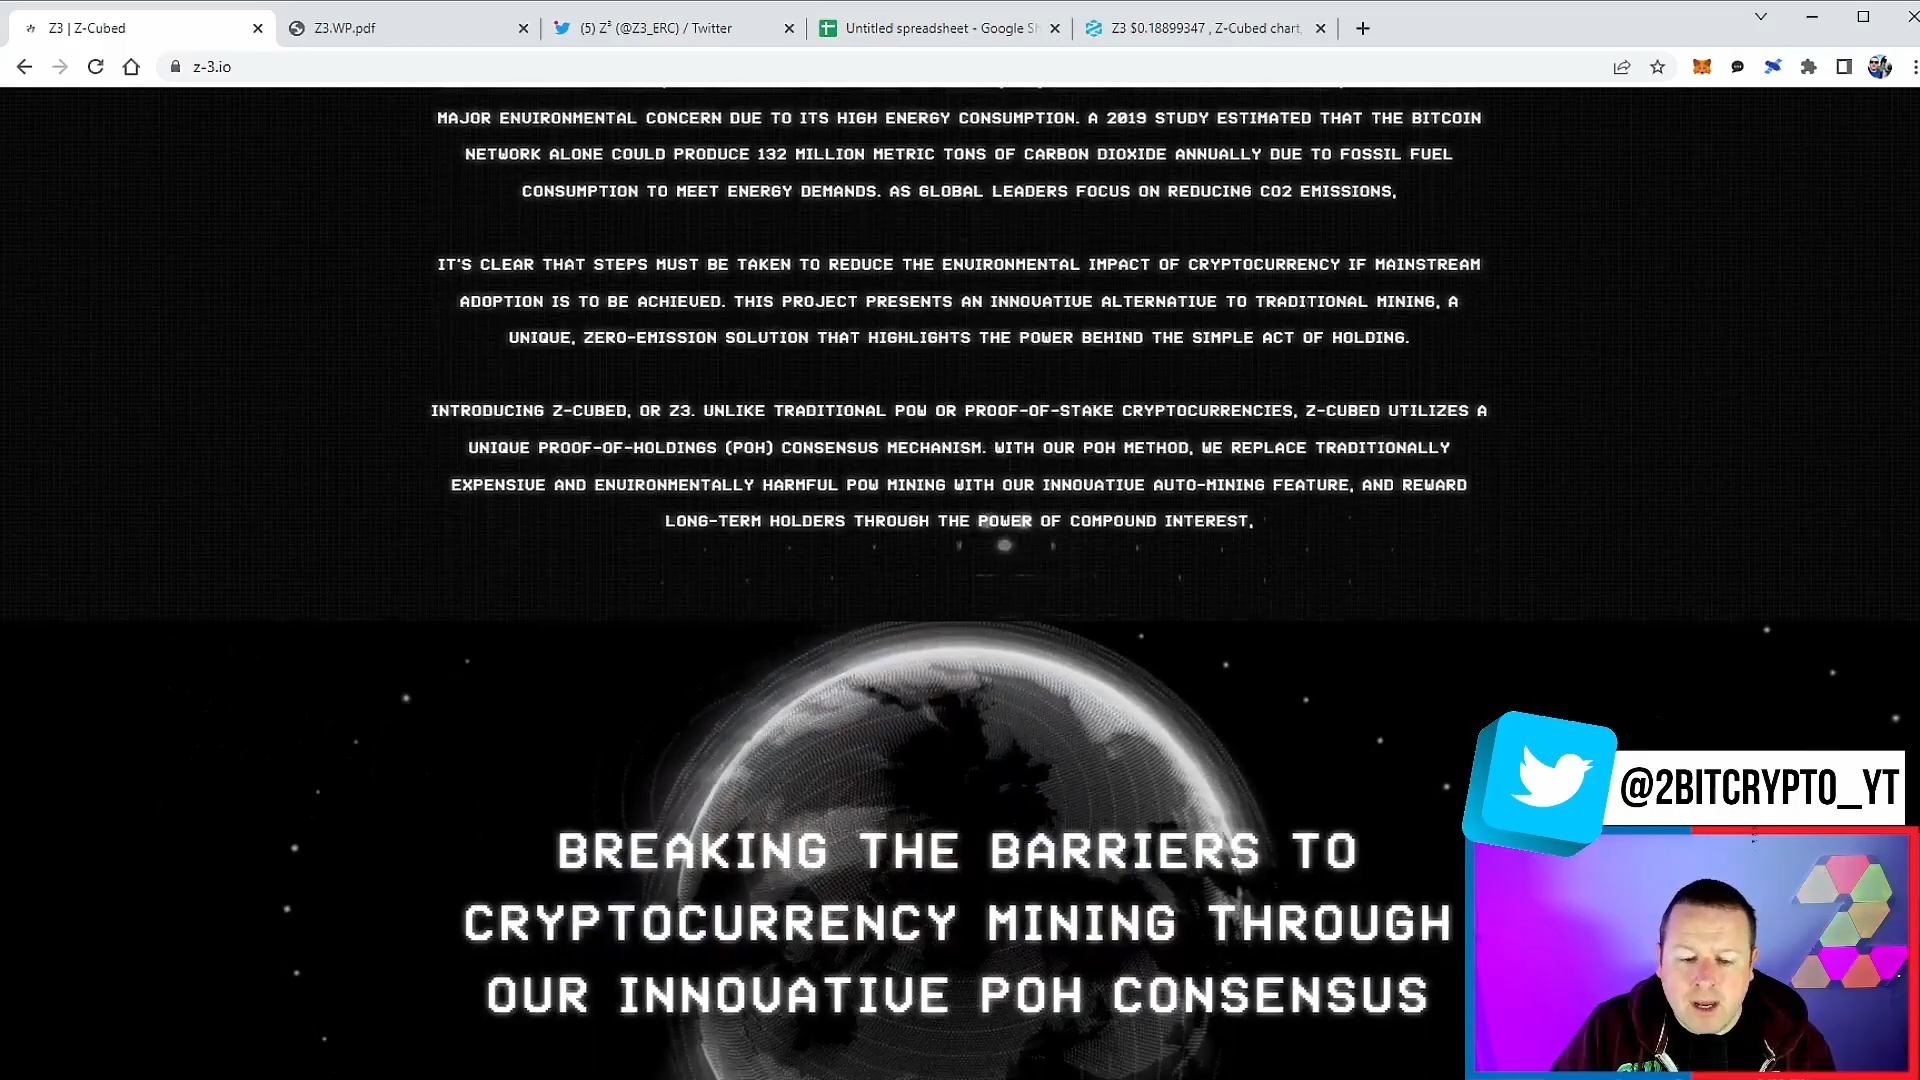 Z3 | Z-Cubed
Z3.WP.pdf
(5) Z³ (@Z3_ERC) / Twitter
Untitled spreadsheet - Google Sh
Z3 $0.18899347 , Z-Cubed chart,
z-3.io
MAJOR ENVIRONMENTAL CONCERN DUE TO ITS HIGH ENERGY CONSUMPTION. A 2019 STUDY ESTIMATED THAT THE BITCOIN
NETWORK ALONE COULD PRODUCE 132 MILLION METRIC TONS OF CARBON DIOXIDE ANNUALLY DUE TO FOSSIL FUEL
CONSUMPTION TO MEET ENERGY DEMANDS. AS GLOBAL LEADERS FOCUS ON REDUCING CO2 EMISSIONS,
IT'S CLEAR THAT STEPS MUST BE TAKEN TO REDUCE THE ENVIRONMENTAL IMPACT OF CRYPTOCURRENCY IF MAINSTREAM
ADOPTION IS TO BE ACHIEVED. THIS PROJECT PRESENTS AN INNOVATIVE ALTERNATIVE TO TRADITIONAL MINING, A
UNIQUE, ZERO-EMISSION SOLUTION THAT HIGHLIGHTS THE POWER BEHIND THE SIMPLE ACT OF HOLDING.
INTRODUCING Z-CUBED, OR Z3. UNLIKE TRADITIONAL POW OR PROOF-OF-STAKE CRYPTOCURRENCIES, Z-CUBED UTILIZES A
UNIQUE PROOF-OF-HOLDINGS (POH) CONSENSUS MECHANISM. WITH OUR POH METHOD, WE REPLACE TRADITIONALLY
EXPENSIVE AND ENVIRONMENTALLY HARMFUL POW MINING WITH OUR INNOVATIVE AUTO-MINING FEATURE, AND REWARD
LONG-TERM HOLDERS THROUGH THE POWER OF COMPOUND INTEREST.
BREAKING THE BARRIERS TO
CRYPTOCURRENCY MINING THROUGH
OUR INNOVATIVE POH CONSENSUS
@2BITCRYPTO_YT